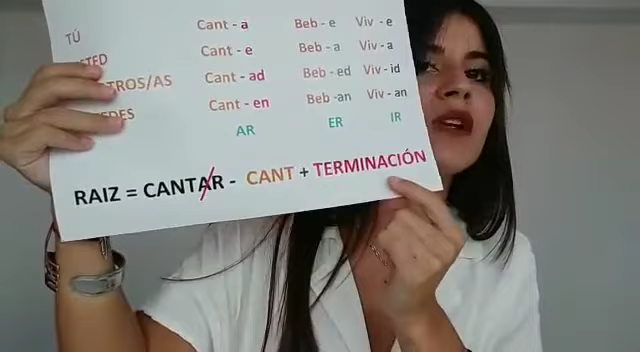 TÚ Cant - a Beb - e Viv - e
STED Cant - e Beb - a Viv - a
TROS/AS Cant - ad Beb - ed Viv - id
EDES Cant - en Beb -an Viv - an
AR ER IR
RAIZ = CANTAR - CANT + TERMINACIÓN